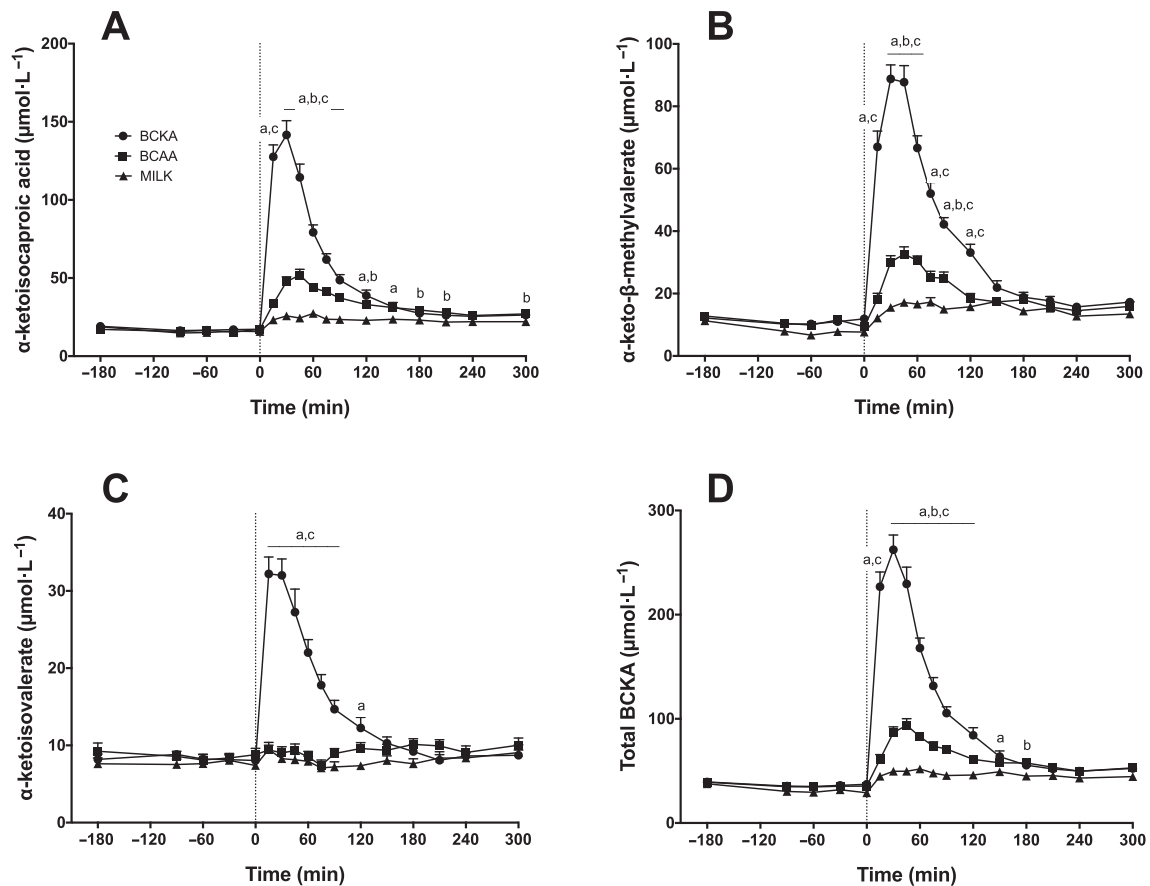 A
α-ketoisocaproic acid (µmol·L⁻¹)
200
150
100
50
0
a,c
a,b,c
a,b
a
b
b
b
BCKA
BCAA
MILK
−180
−120
−60
0
60
120
180
240
300
Time (min)
B
α-keto-β-methylvalerate (µmol·L⁻¹)
100
80
60
40
20
0
a,c
a,b,c
a,c
a,b,c
a,c
−180
−120
−60
0
60
120
180
240
300
Time (min)
C
α-ketoisovalerate (µmol·L⁻¹)
40
30
20
10
0
a,c
a
−180
−120
−60
0
60
120
180
240
300
Time (min)
D
Total BCKA (µmol·L⁻¹)
300
200
100
0
a,c
a,b,c
a
b
−180
−120
−60
0
60
120
180
240
300
Time (min)